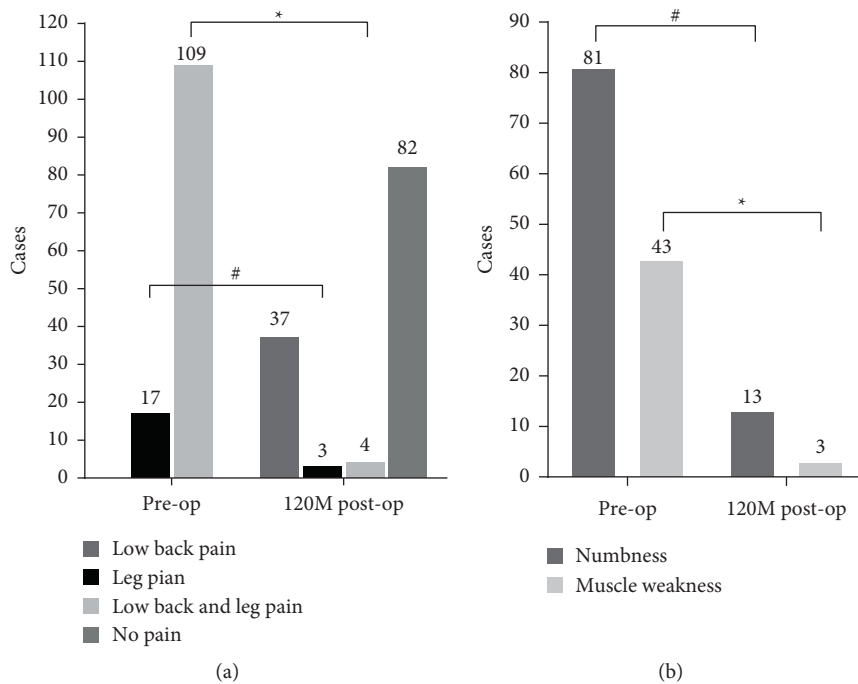 120
110
100
90
80
70
60
50
40
30
20
10
0
Cases
*
109
82
#
37
17
3
4
Pre-op
120M post-op
Low back pain
Leg pian
Low back and leg pain
No pain
(a)
90
80
70
60
50
40
30
20
10
0
Cases
#
81
*
43
13
3
Pre-op
120M post-op
Numbness
Muscle weakness
(b)